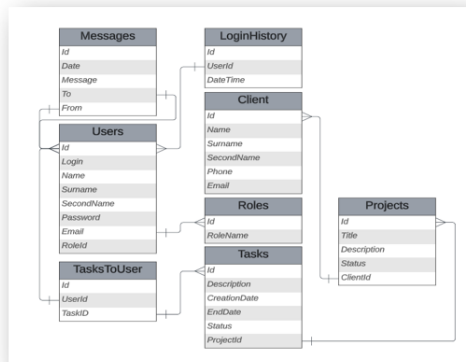 Messages
Id
Date
Message
To
From
Users
Id
Login
Name
Surname
SecondName
Password
Email
RoleId
TasksToUser
Id
UserId
TaskID
LoginHistory
Id
UserId
DateTime
Client
Id
Name
Surname
SecondName
Phone
Email
Roles
Id
RoleName
Tasks
Id
Description
CreationDate
EndDate
Status
ProjectId
Projects
Id
Title
Description
Status
ClientId